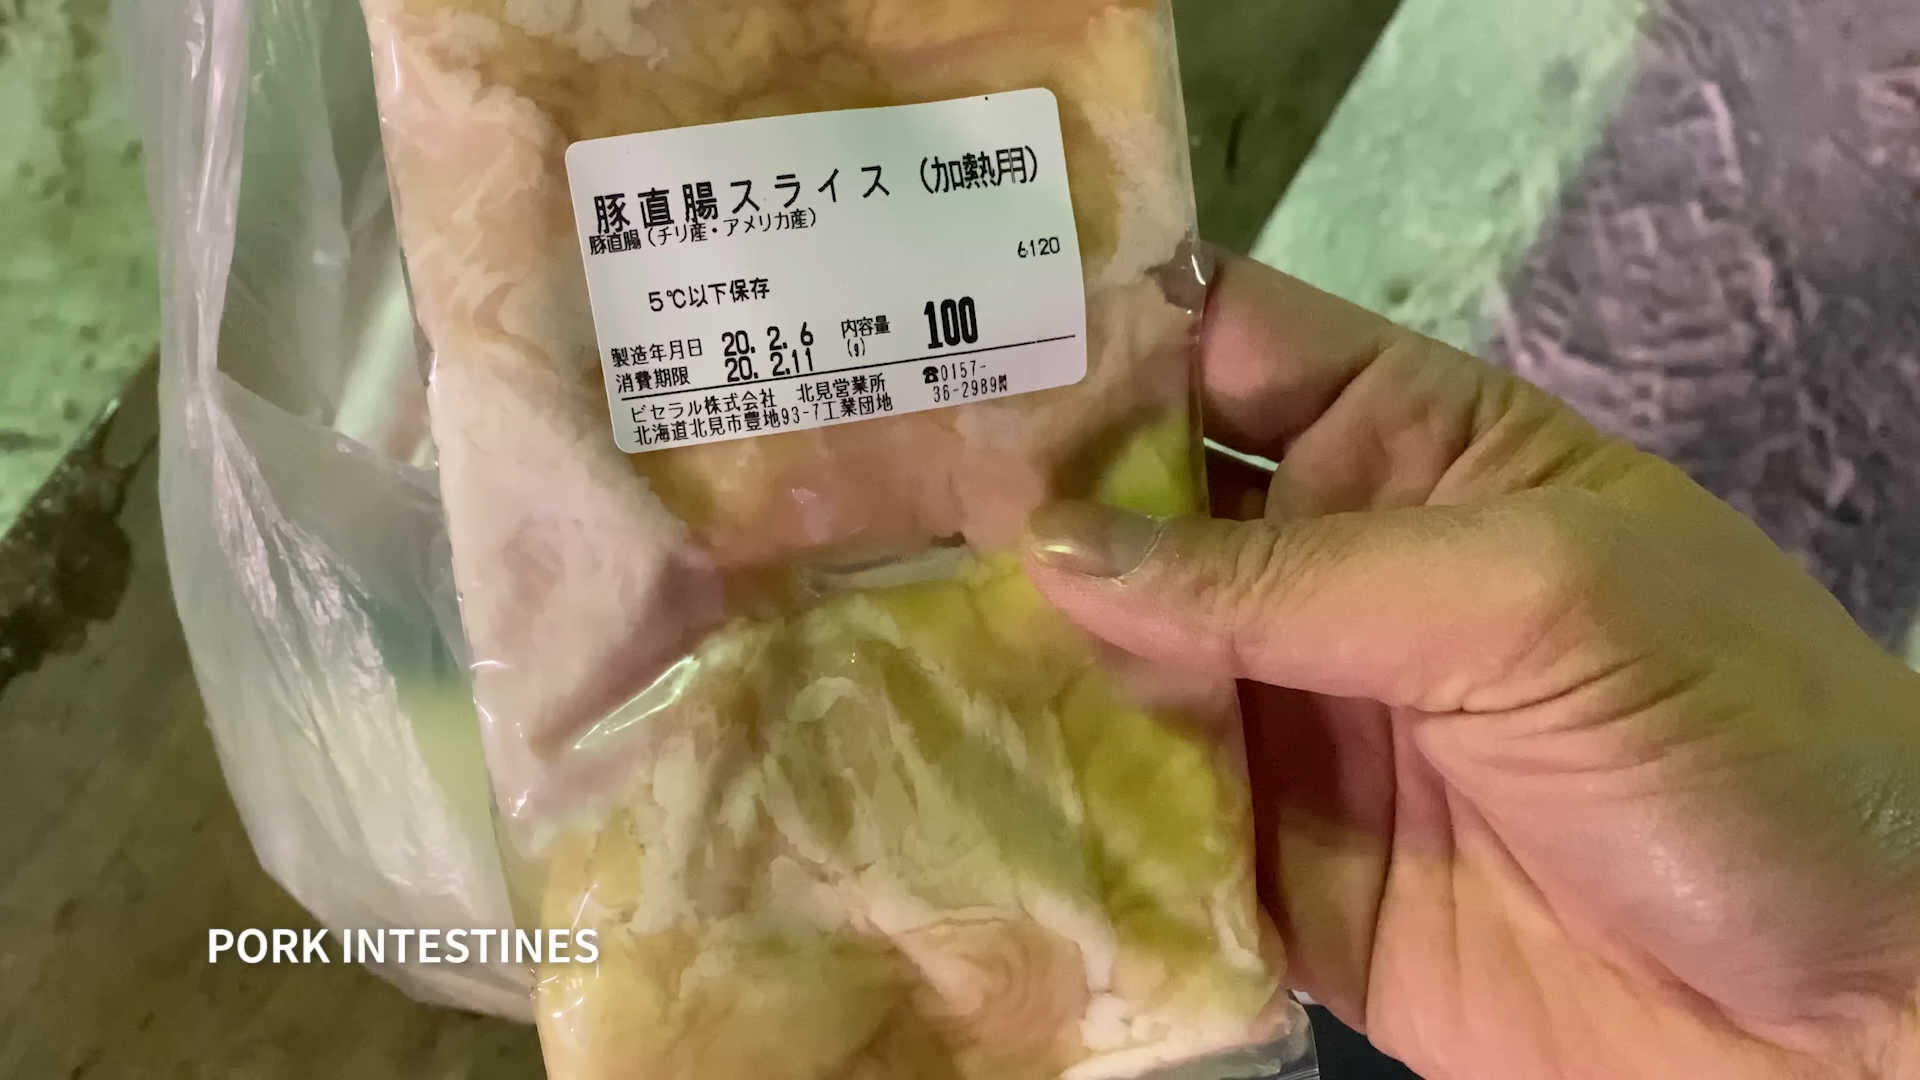 豚直腸スライス (加熱用)
豚直腸(チリ産・アメリカ産)
6120
5℃以下保存
製造年月日 20. 2. 6 内容量(g) 100
消費期限 20. 2.11
ビセラル株式会社 北見営業所 ☎0157-
北海道北見市豊地93-7工業団地 36-2989
PORK INTESTINES